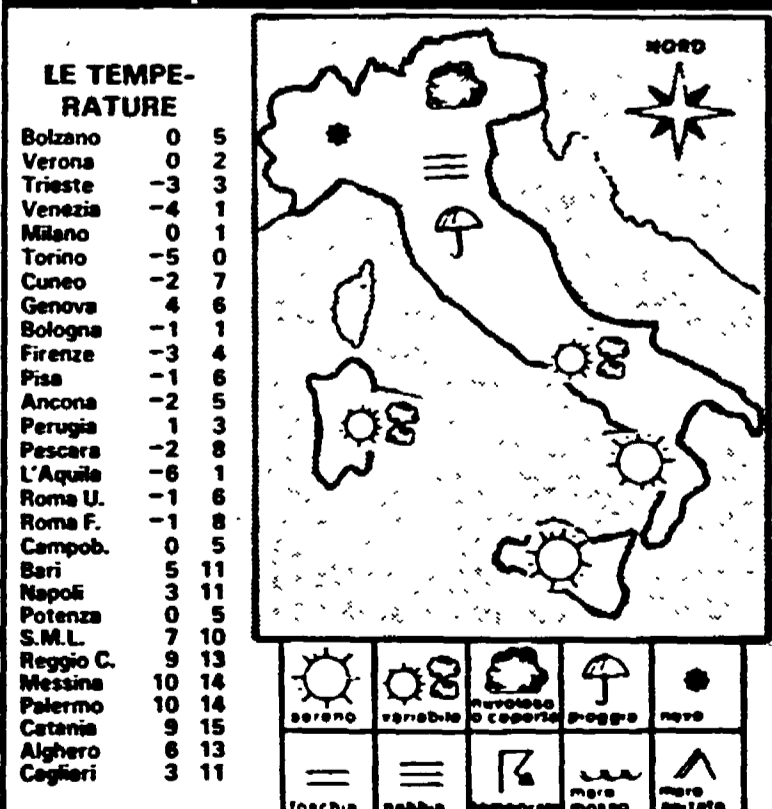 LE TEMPE-
RATURE
Bolzano 0 5
Verona 0 2
Trieste −3 3
Venezia −4 1
Milano 0 1
Torino −5 0
Cuneo −2 7
Genova 4 6
Bologna −1 1
Firenze −3 4
Pisa −1 6
Ancona −2 5
Perugia 1 3
Pescara −2 8
L'Aquila −6 1
Roma U. −1 6
Roma F. −1 8
Campob. 0 5
Bari 5 11
Napoli 3 11
Potenza 0 5
S.M.L. 7 10
Reggio C. 9 13
Messina 10 14
Palermo 10 14
Catania 9 15
Alghero 6 13
Cagliari 3 11
NORD
sereno
variabile
nuvoloso
o coperto
pioggia
neve
foschia
nebbia
mare
mosso
mare